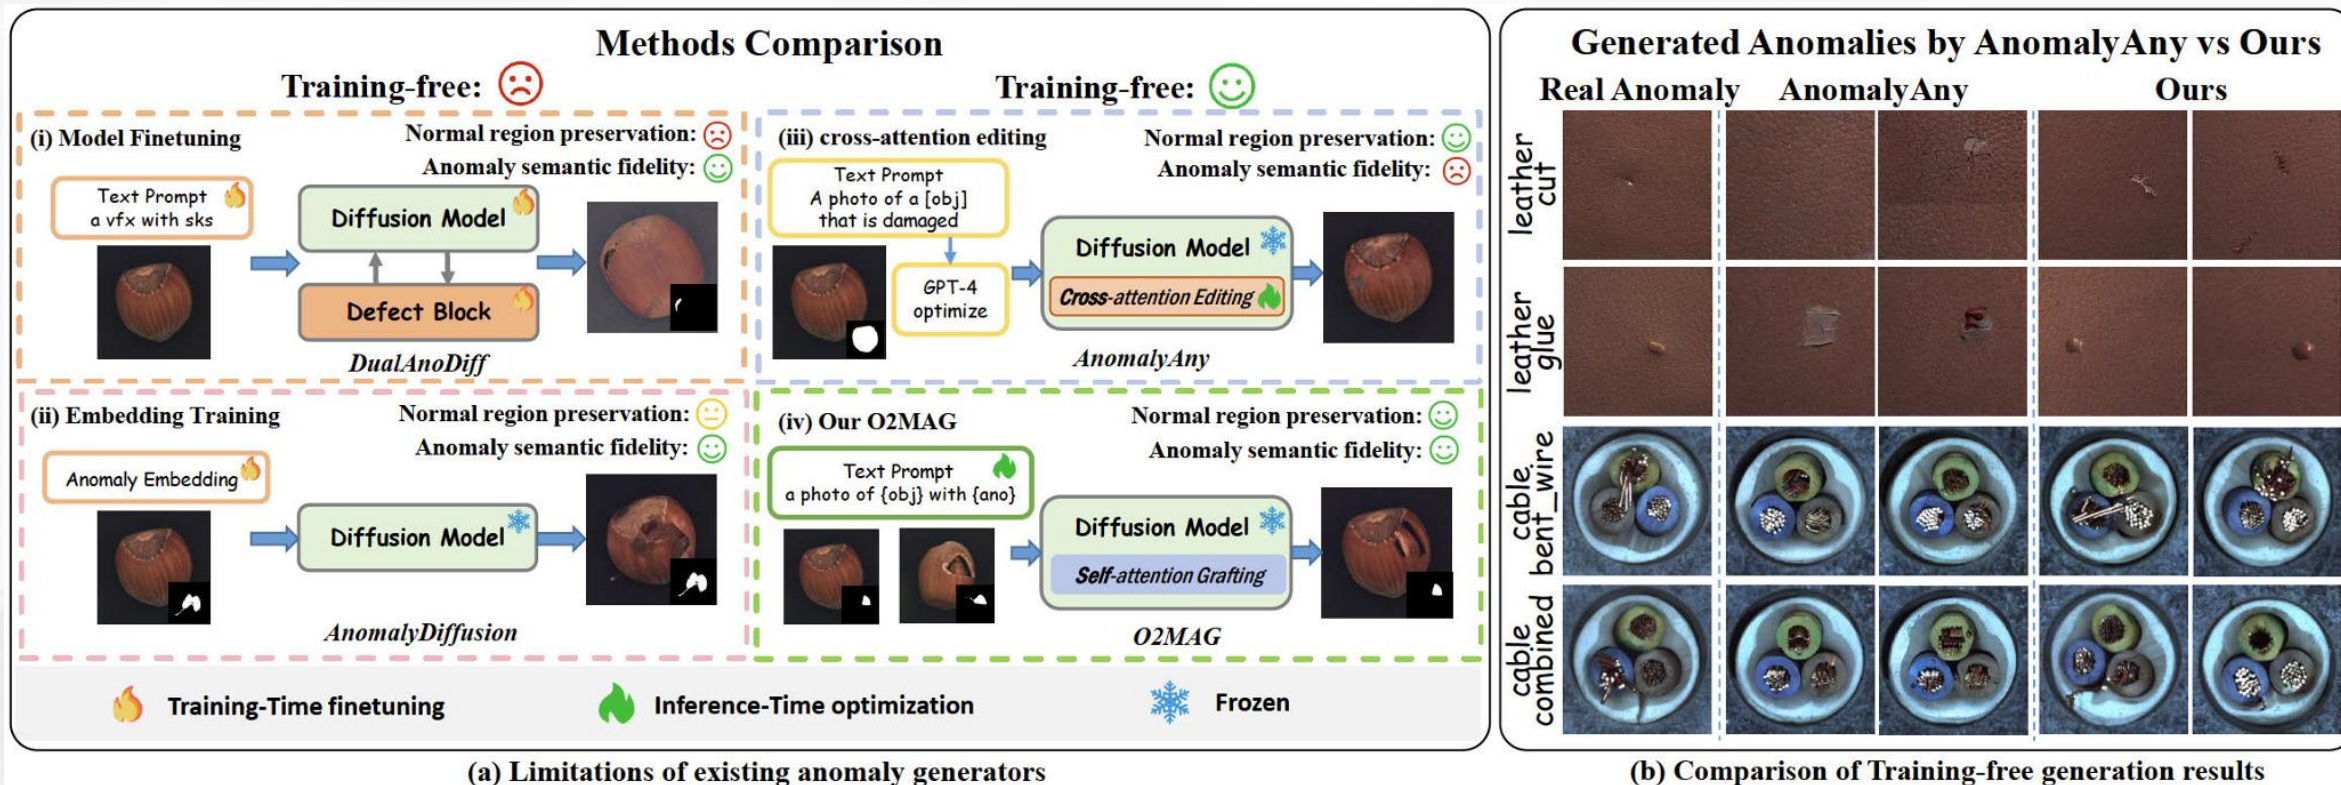 Methods Comparison
Training-free:
Training-free:
(i) Model Finetuning
Normal region preservation:
Anomaly semantic fidelity:
Text Prompt
a vfx with sks
Diffusion Model
Defect Block
DualAnoDiff
(iii) cross-attention editing
Normal region preservation:
Anomaly semantic fidelity:
Text Prompt
A photo of a [obj]
that is damaged
GPT-4
optimize
Diffusion Model
Cross-attention Editing
AnomalyAny
(ii) Embedding Training
Normal region preservation:
Anomaly semantic fidelity:
Anomaly Embedding
Diffusion Model
AnomalyDiffusion
(iv) Our O2MAG
Normal region preservation:
Anomaly semantic fidelity:
Text Prompt
a photo of {obj} with {ano}
Diffusion Model
Self-attention Grafting
O2MAG
Training-Time finetuning
Inference-Time optimization
Frozen
(a) Limitations of existing anomaly generators
Generated Anomalies by AnomalyAny vs Ours
Real Anomaly
AnomalyAny
Ours
leather
cut
leather
glue
cable
bent_wire
cable
combined
(b) Comparison of Training-free generation results